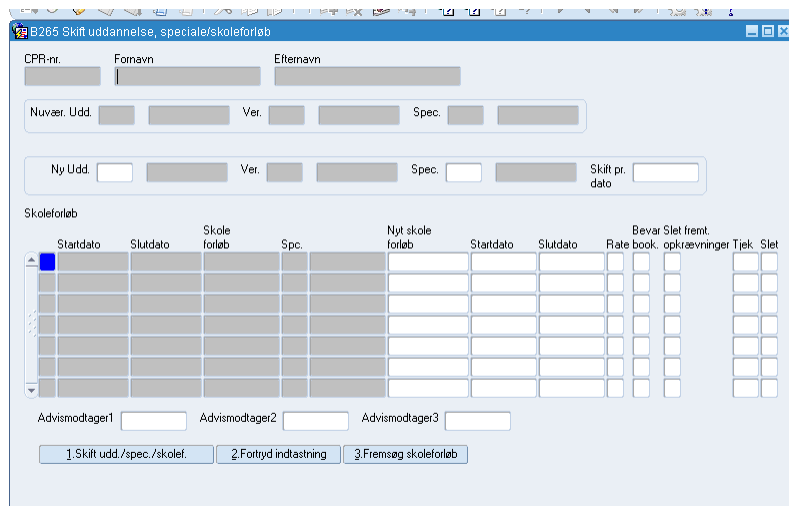 B265 Skift uddannelse, speciale/skoleforløb
CPR-nr. Fornavn Efternavn
Nuvær. Udd. Ver. Spec.
Ny Udd. Ver. Spec. Skift pr. dato
Skoleforløb
Startdato Slutdato Skole forløb Spc. Nyt skole forløb Startdato Slutdato Rate Bevar book. Slet fremt. opkrævninger Tjek Slet
Advismodtager1 Advismodtager2 Advismodtager3
1.Skift udd./spec./skolef. 2.Fortryd indtastning 3.Fremsøg skoleforløb